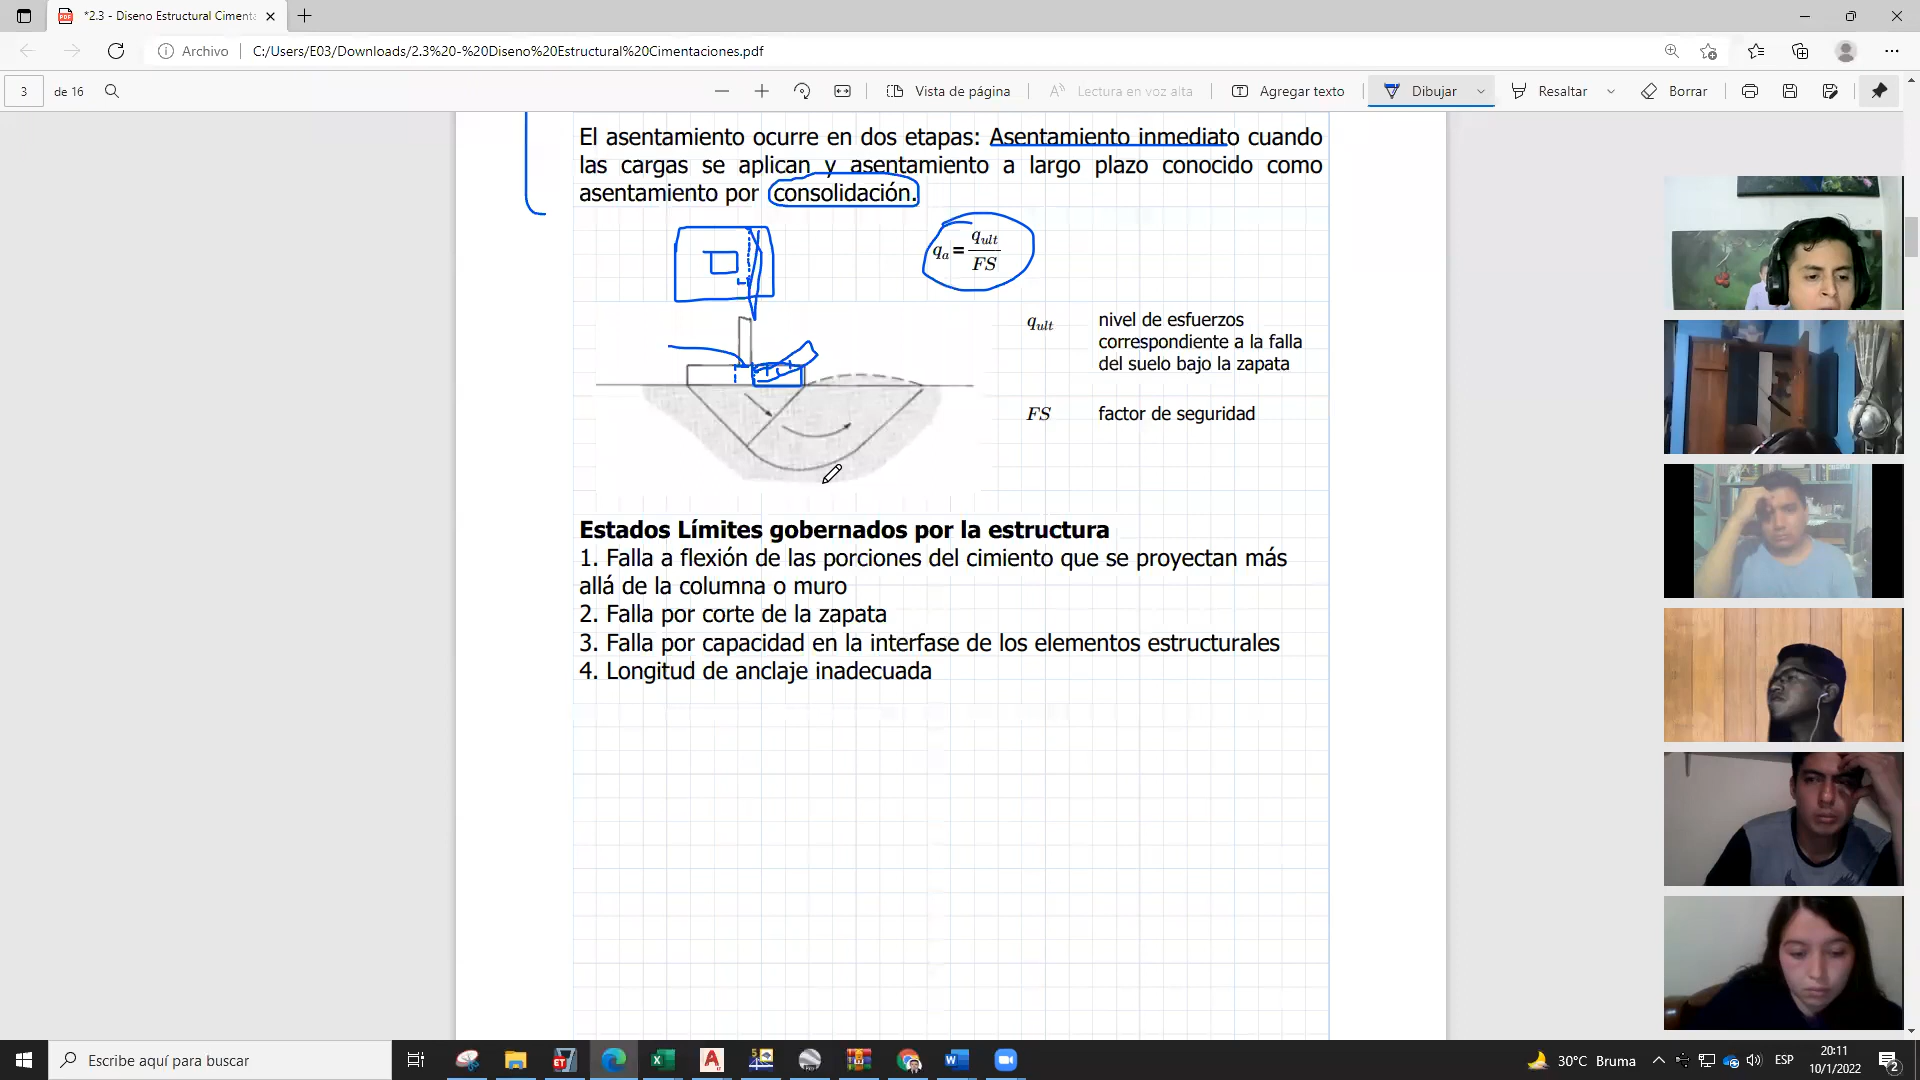 *2.3 - Diseno Estructural Cimenta
Archivo
C:/Users/E03/Downloads/2.3%20-%20Diseno%20Estructural%20Cimentaciones.pdf
3
de 16
Vista de página
Lectura en voz alta
Agregar texto
Dibujar
Resaltar
Borrar
El asentamiento ocurre en dos etapas: Asentamiento inmediato cuando
las cargas se aplican y asentamiento a largo plazo conocido como
asentamiento por consolidación.
qa = qult / FS
qult nivel de esfuerzos
correspondiente a la falla
del suelo bajo la zapata
FS factor de seguridad
Estados Límites gobernados por la estructura
1. Falla a flexión de las porciones del cimiento que se proyectan más
allá de la columna o muro
2. Falla por corte de la zapata
3. Falla por capacidad en la interfase de los elementos estructurales
4. Longitud de anclaje inadecuada
Escribe aquí para buscar
30°C Bruma
ESP
20:11
10/1/2022
2